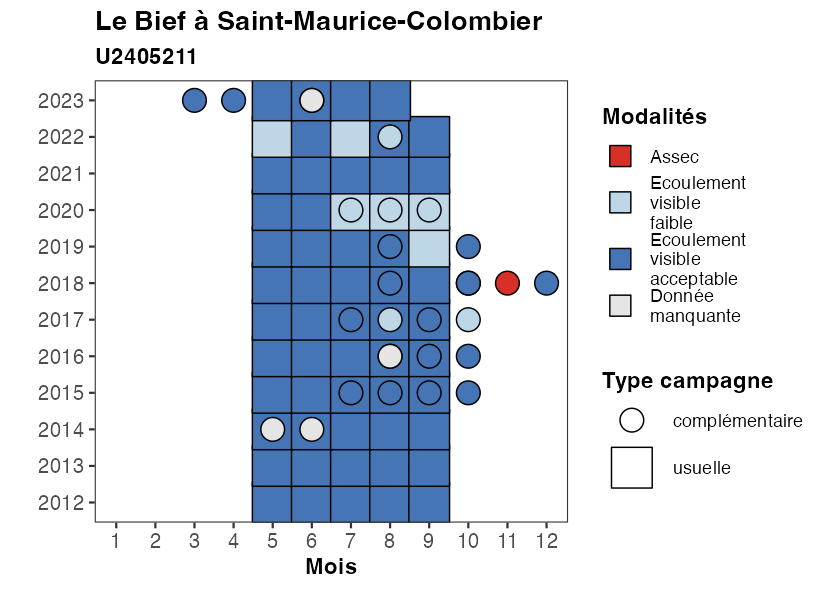 Le Bief à Saint-Maurice-Colombier
U2405211
2023
2022
2021
2020
2019
2018
2017
2016
2015
2014
2013
2012
1 2 3 4 5 6 7 8 9 10 11 12
Mois
Modalités
Assec
Ecoulement
visible
faible
Ecoulement
visible
acceptable
Donnée
manquante
Type campagne
complémentaire
usuelle